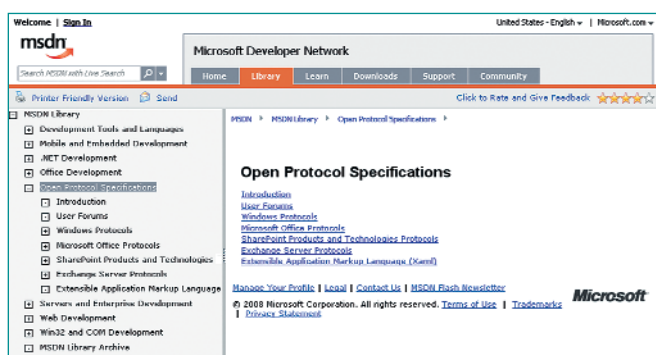 Welcome | Sign In
United States - English | Microsoft.com
msdn
Microsoft Developer Network
Search MSDN with Live Search
Home Library Learn Downloads Support Community
Printer Friendly Version Send
Click to Rate and Give Feedback
MSDN Library
Development Tools and Languages
Mobile and Embedded Development
.NET Development
Office Development
Open Protocol Specifications
Introduction
User Forums
Windows Protocols
Microsoft Office Protocols
SharePoint Products and Technologies
Exchange Server Protocols
Extensible Application Markup Language
Servers and Enterprise Development
Web Development
Win32 and COM Development
MSDN Library Archive
MSDN MSDN Library Open Protocol Specifications
Open Protocol Specifications
Introduction
User Forums
Windows Protocols
Microsoft Office Protocols
SharePoint Products and Technologies Protocols
Exchange Server Protocols
Extensible Application Markup Language (Xaml)
Manage Your Profile | Legal | Contact Us | MSDN Flash Newsletter
© 2008 Microsoft Corporation. All rights reserved. Terms of Use | Trademarks
| Privacy Statement
Microsoft